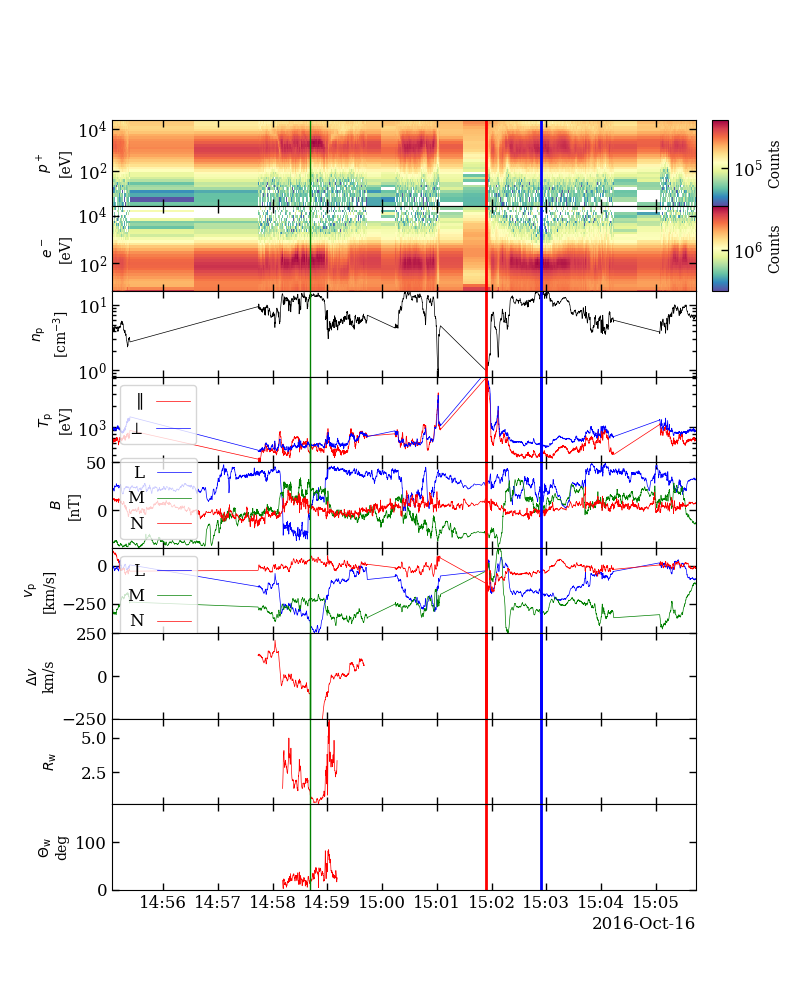 10⁴
10²
p⁺
[eV]
10⁵
Counts
10⁴
10²
e⁻
[eV]
10⁶
Counts
10¹
10⁰
nₚ
[cm⁻³]
10³
Tₚ
[eV]
∥
⊥
50
0
B
[nT]
L
M
N
0
−250
vₚ
[km/s]
L
M
N
250
0
−250
Δv
km/s
5.0
2.5
R_w
100
0
Θ_w
deg
14:56 14:57 14:58 14:59 15:00 15:01 15:02 15:03 15:04 15:05
2016-Oct-16